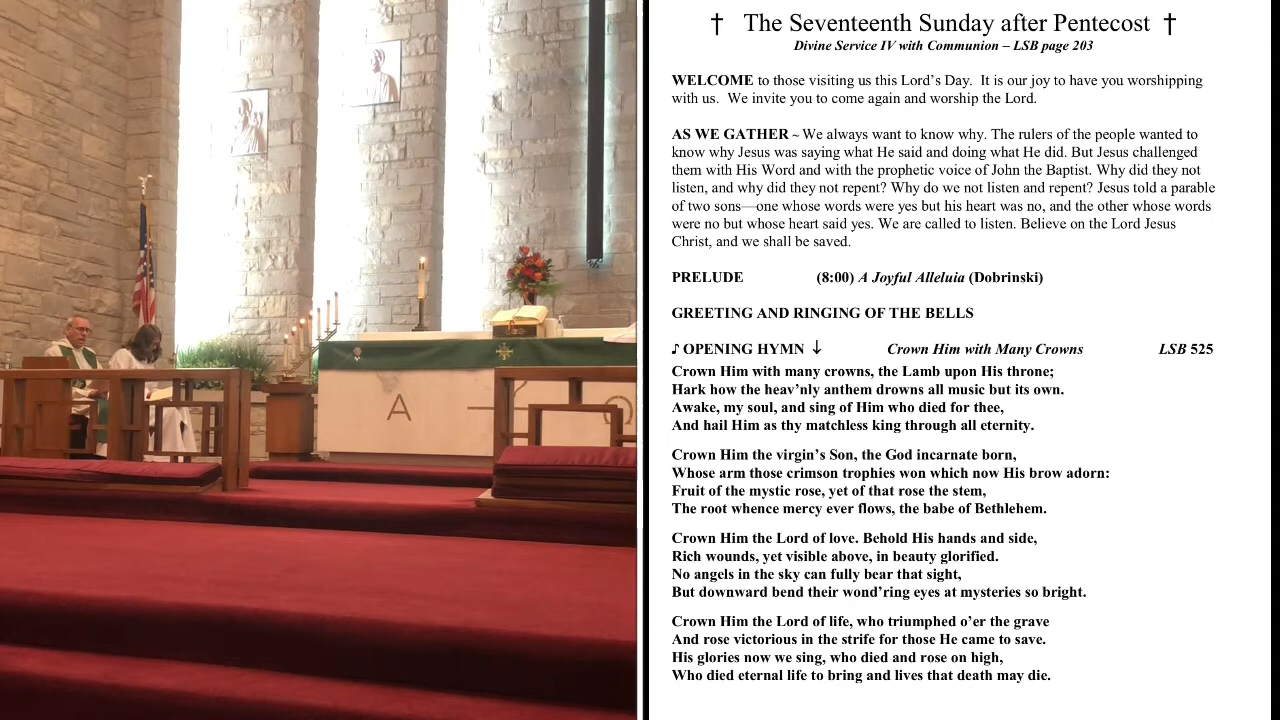 † The Seventeenth Sunday after Pentecost †
Divine Service IV with Communion – LSB page 203
WELCOME to those visiting us this Lord's Day. It is our joy to have you worshipping
with us. We invite you to come again and worship the Lord.
AS WE GATHER ~ We always want to know why. The rulers of the people wanted to
know why Jesus was saying what He said and doing what He did. But Jesus challenged
them with His Word and with the prophetic voice of John the Baptist. Why did they not
listen, and why did they not repent? Why do we not listen and repent? Jesus told a parable
of two sons—one whose words were yes but his heart was no, and the other whose words
were no but whose heart said yes. We are called to listen. Believe on the Lord Jesus
Christ, and we shall be saved.
PRELUDE (8:00) A Joyful Alleluia (Dobrinski)
GREETING AND RINGING OF THE BELLS
♪ OPENING HYMN ↓ Crown Him with Many Crowns LSB 525
Crown Him with many crowns, the Lamb upon His throne;
Hark how the heav'nly anthem drowns all music but its own.
Awake, my soul, and sing of Him who died for thee,
And hail Him as thy matchless king through all eternity.
Crown Him the virgin's Son, the God incarnate born,
Whose arm those crimson trophies won which now His brow adorn:
Fruit of the mystic rose, yet of that rose the stem,
The root whence mercy ever flows, the babe of Bethlehem.
Crown Him the Lord of love. Behold His hands and side,
Rich wounds, yet visible above, in beauty glorified.
No angels in the sky can fully bear that sight,
But downward bend their wond'ring eyes at mysteries so bright.
Crown Him the Lord of life, who triumphed o'er the grave
And rose victorious in the strife for those He came to save.
His glories now we sing, who died and rose on high,
Who died eternal life to bring and lives that death may die.
A Ω